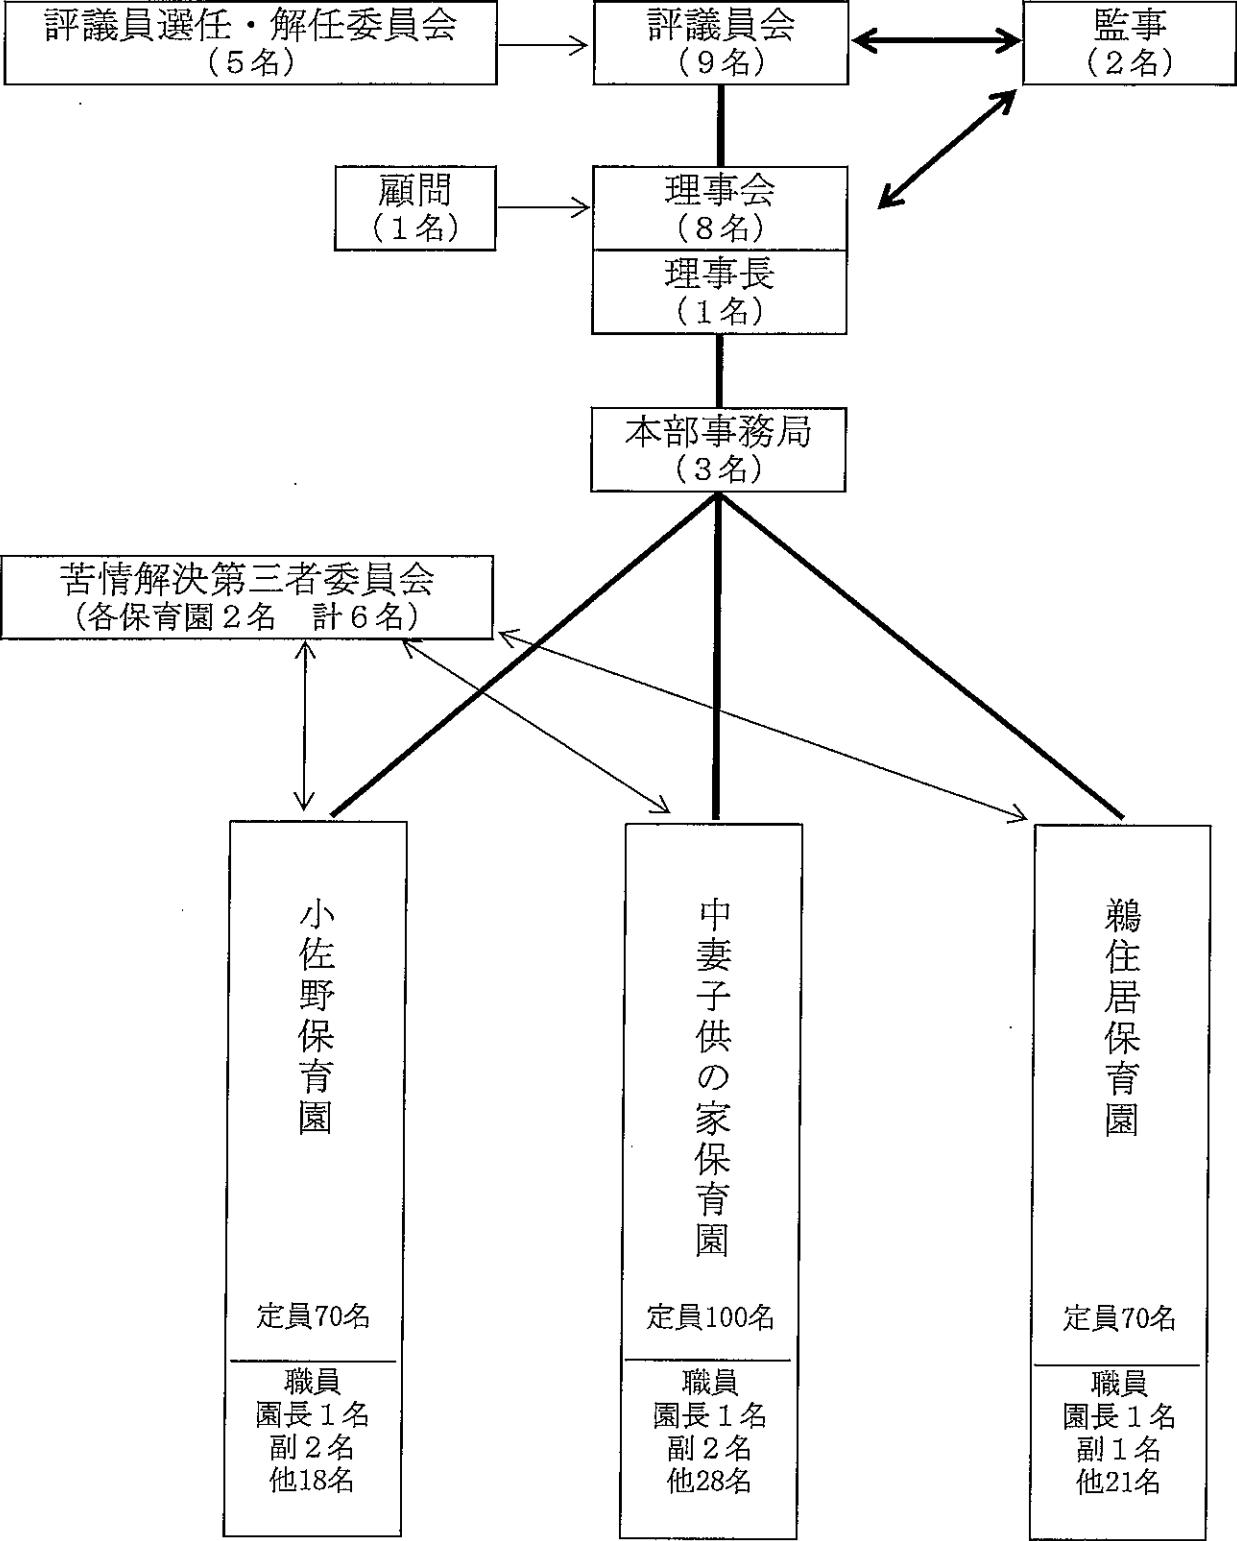 評議員選任・解任委員会
(5名)
評議員会
(9名)
監事
(2名)
顧問
(1名)
理事会
(8名)
理事長
(1名)
本部事務局
(3名)
苦情解決第三者委員会
(各保育園2名　計6名)
小佐野保育園
定員70名
職員
園長1名
副2名
他18名
中妻子供の家保育園
定員100名
職員
園長1名
副2名
他28名
鵜住居保育園
定員70名
職員
園長1名
副1名
他21名